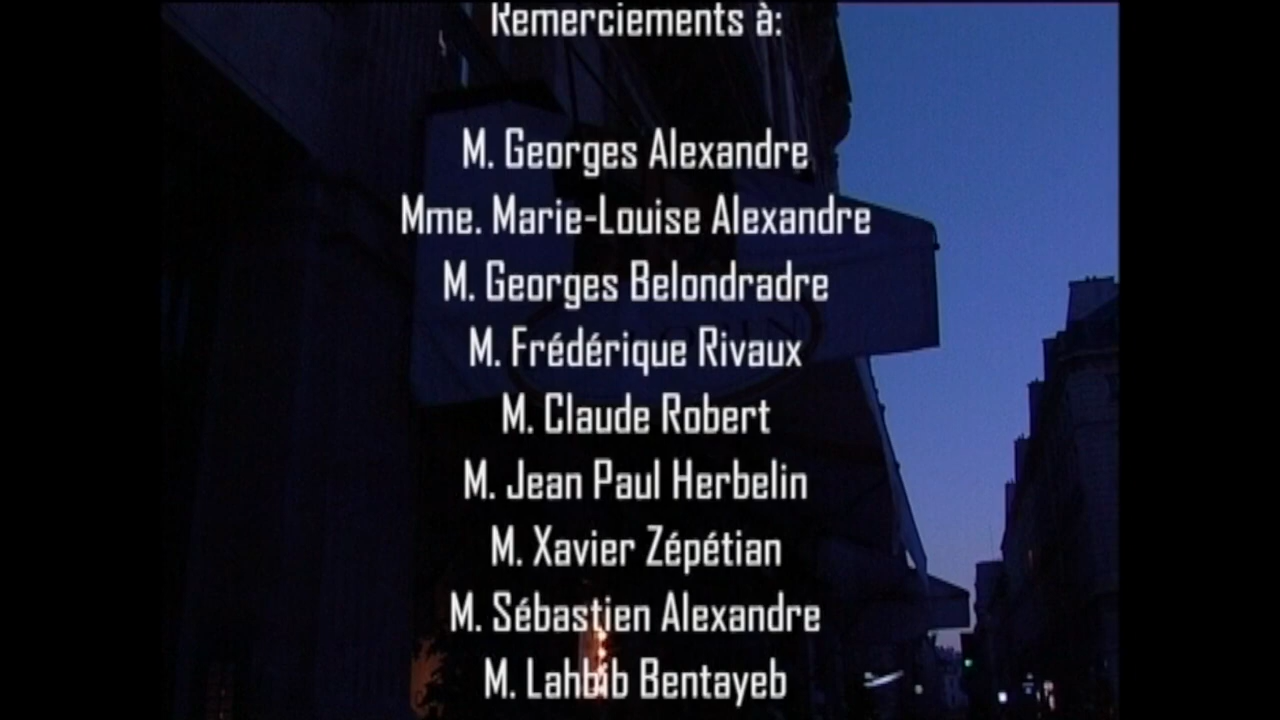 Remerciements à:
M. Georges Alexandre
Mme. Marie-Louise Alexandre
M. Georges Belondradre
M. Frédérique Rivaux
M. Claude Robert
M. Jean Paul Herbelin
M. Xavier Zépétian
M. Sébastien Alexandre
M. Lahbib Bentayeb